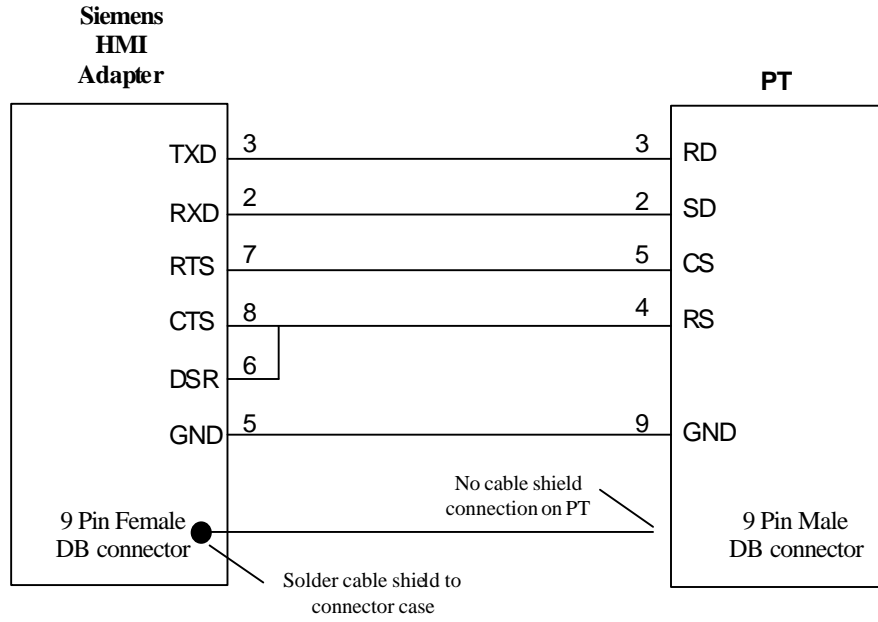 Siemens
HMI
Adapter
PT
TXD 3 3 RD
RXD 2 2 SD
RTS 7 5 CS
CTS 8 4 RS
DSR 6
GND 5 9 GND
No cable shield
connection on PT
9 Pin Female
DB connector
9 Pin Male
DB connector
Solder cable shield to
connector case